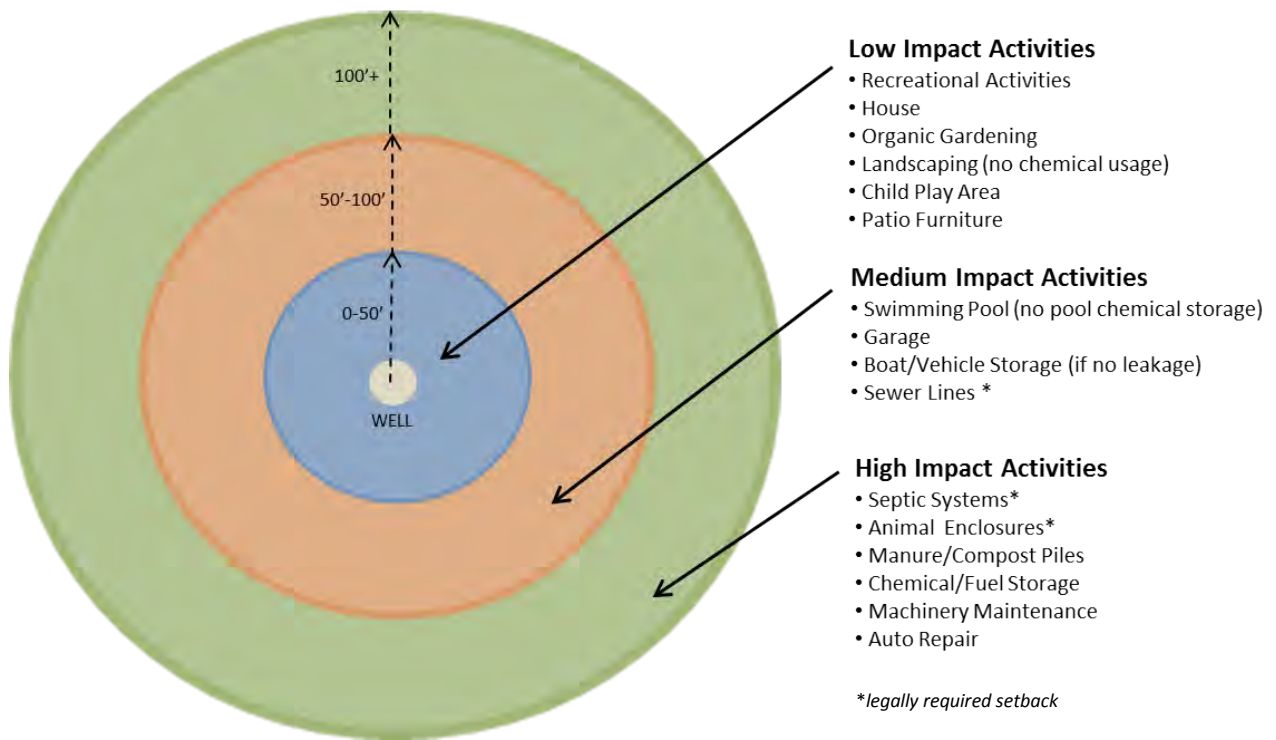 100’+
50’-100’
0-50’
WELL
Low Impact Activities
• Recreational Activities
• House
• Organic Gardening
• Landscaping (no chemical usage)
• Child Play Area
• Patio Furniture
Medium Impact Activities
• Swimming Pool (no pool chemical storage)
• Garage
• Boat/Vehicle Storage (if no leakage)
• Sewer Lines *
High Impact Activities
• Septic Systems*
• Animal Enclosures*
• Manure/Compost Piles
• Chemical/Fuel Storage
• Machinery Maintenance
• Auto Repair
*legally required setback